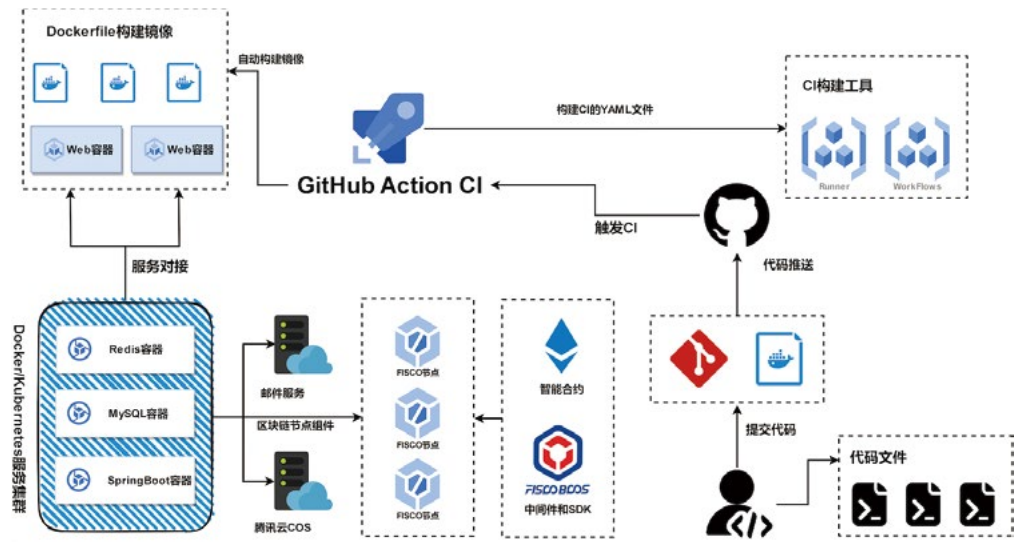 Dockerfile构建镜像
自动构建镜像
Web容器
Web容器
构建CI的YAML文件
CI构建工具
Runner
WorkFlows
GitHub Action CI
触发CI
代码推送
服务对接
Docker/Kubernetes服务集群
Redis容器
MySQL容器
SpringBoot容器
邮件服务
区块链节点组件
腾讯云COS
FISCO节点
FISCO节点
FISCO节点
智能合约
FISCO BCOS
中间件和SDK
提交代码
代码文件